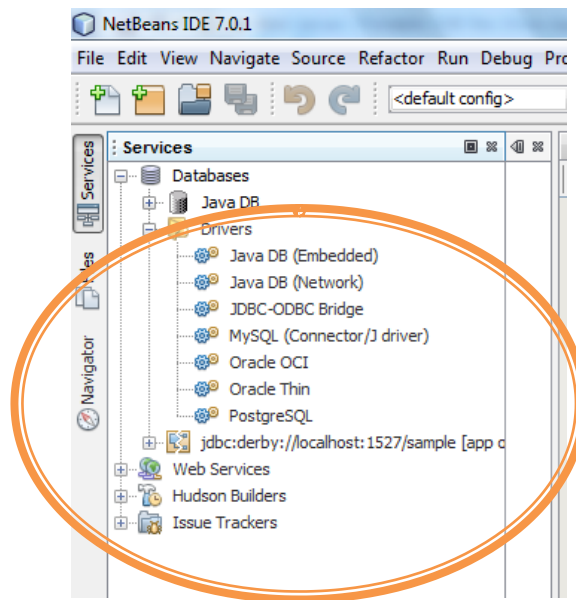 NetBeans IDE 7.0.1
File Edit View Navigate Source Refactor Run Debug
<default config>
Services
Services
Databases
Java DB
Drivers
Java DB (Embedded)
Java DB (Network)
JDBC-ODBC Bridge
MySQL (Connector/J driver)
Oracle OCI
Oracle Thin
PostgreSQL
jdbc:derby://localhost:1527/sample [app
Web Services
Hudson Builders
Issue Trackers
Navigator